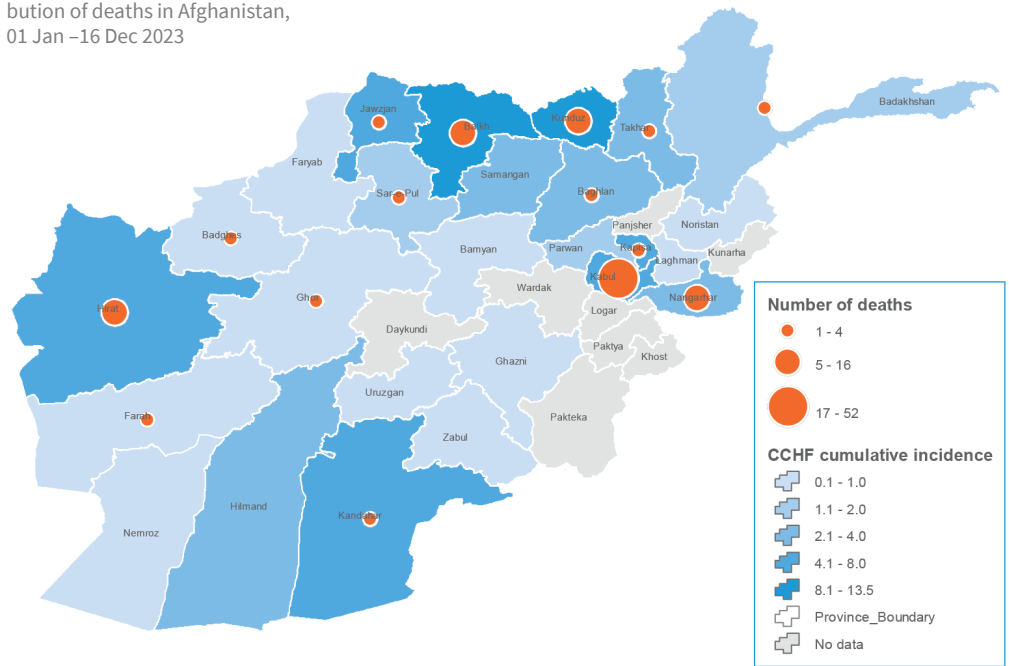 bution of deaths in Afghanistan,
01 Jan –16 Dec 2023
Badakhshan
Jawzjan
Balkh
Kunduz
Takhar
Faryab
Samangan
Sar-e-Pul
Baghlan
Panjsher
Noristan
Badghes
Bamyan
Parwan
Kapisa
Laghman
Kunarha
Kabul
Wardak
Hirat
Ghor
Nangarhar
Logar
Daykundi
Paktya
Khost
Ghazni
Uruzgan
Farah
Pakteka
Zabul
Hilmand
Kandahar
Nemroz
Number of deaths
1 - 4
5 - 16
17 - 52
CCHF cumulative incidence
0.1 - 1.0
1.1 - 2.0
2.1 - 4.0
4.1 - 8.0
8.1 - 13.5
Province_Boundary
No data